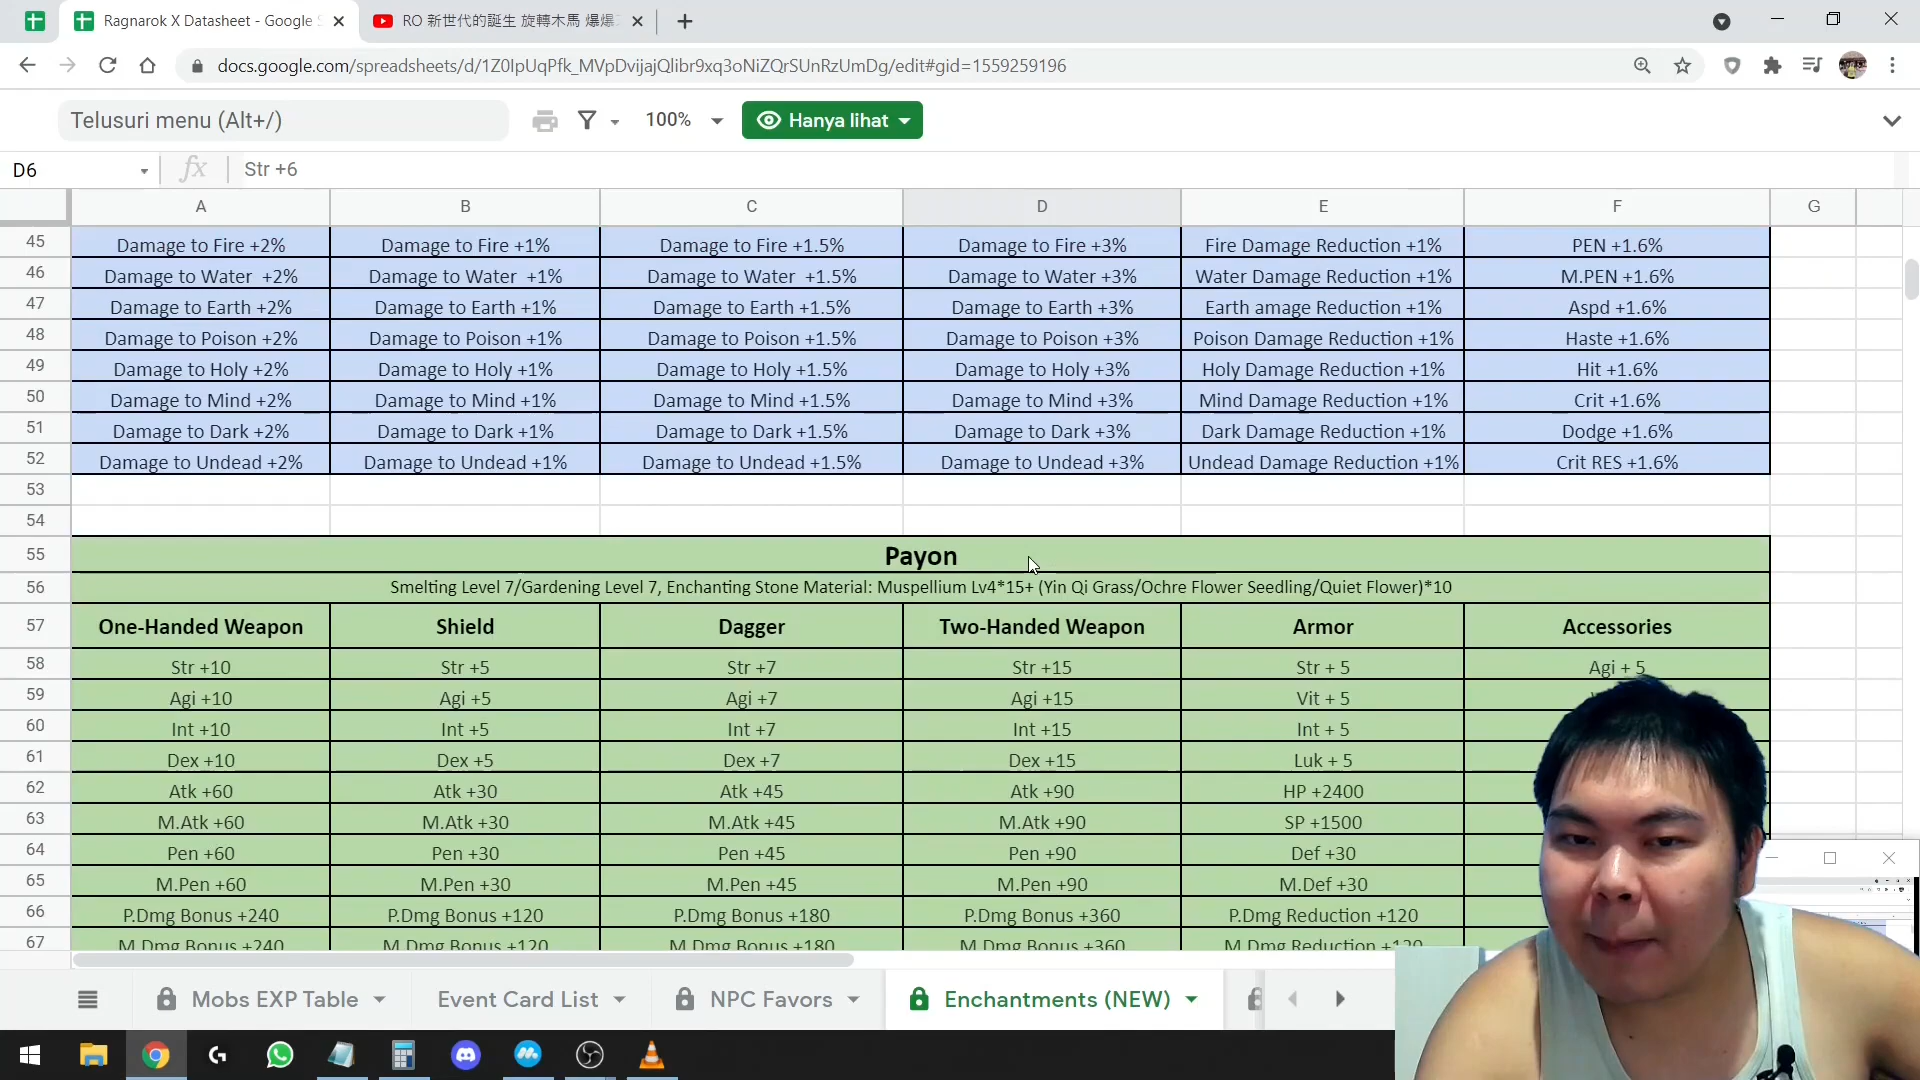 Ragnarok X Datasheet - Google S
RO 新世代的誕生 旋轉木馬 爆爆
docs.google.com/spreadsheets/d/1Z0IpUqPfk_MVpDvijajQlibr9xq3oNiZQrSUnRzUmDg/edit#gid=1559259196
Telusuri menu (Alt+/) 100% Hanya lihat
D6 fx Str +6
A B C D E F G
45 Damage to Fire +2% Damage to Fire +1% Damage to Fire +1.5% Damage to Fire +3% Fire Damage Reduction +1% PEN +1.6%
46 Damage to Water +2% Damage to Water +1% Damage to Water +1.5% Damage to Water +3% Water Damage Reduction +1% M.PEN +1.6%
47 Damage to Earth +2% Damage to Earth +1% Damage to Earth +1.5% Damage to Earth +3% Earth amage Reduction +1% Aspd +1.6%
48 Damage to Poison +2% Damage to Poison +1% Damage to Poison +1.5% Damage to Poison +3% Poison Damage Reduction +1% Haste +1.6%
49 Damage to Holy +2% Damage to Holy +1% Damage to Holy +1.5% Damage to Holy +3% Holy Damage Reduction +1% Hit +1.6%
50 Damage to Mind +2% Damage to Mind +1% Damage to Mind +1.5% Damage to Mind +3% Mind Damage Reduction +1% Crit +1.6%
51 Damage to Dark +2% Damage to Dark +1% Damage to Dark +1.5% Damage to Dark +3% Dark Damage Reduction +1% Dodge +1.6%
52 Damage to Undead +2% Damage to Undead +1% Damage to Undead +1.5% Damage to Undead +3% Undead Damage Reduction +1% Crit RES +1.6%
53
54
55 Payon
56 Smelting Level 7/Gardening Level 7, Enchanting Stone Material: Muspellium Lv4*15+ (Yin Qi Grass/Ochre Flower Seedling/Quiet Flower)*10
57 One-Handed Weapon Shield Dagger Two-Handed Weapon Armor Accessories
58 Str +10 Str +5 Str +7 Str +15 Str + 5 Agi + 5
59 Agi +10 Agi +5 Agi +7 Agi +15 Vit + 5
60 Int +10 Int +5 Int +7 Int +15 Int + 5
61 Dex +10 Dex +5 Dex +7 Dex +15 Luk + 5
62 Atk +60 Atk +30 Atk +45 Atk +90 HP +2400
63 M.Atk +60 M.Atk +30 M.Atk +45 M.Atk +90 SP +1500
64 Pen +60 Pen +30 Pen +45 Pen +90 Def +30
65 M.Pen +60 M.Pen +30 M.Pen +45 M.Pen +90 M.Def +30
66 P.Dmg Bonus +240 P.Dmg Bonus +120 P.Dmg Bonus +180 P.Dmg Bonus +360 P.Dmg Reduction +120
67 M.Dmg Bonus +240 M.Dmg Bonus +120 M.Dmg Bonus +180 M.Dmg Bonus +360 M.Dmg Reduction +120
Mobs EXP Table Event Card List NPC Favors Enchantments (NEW)